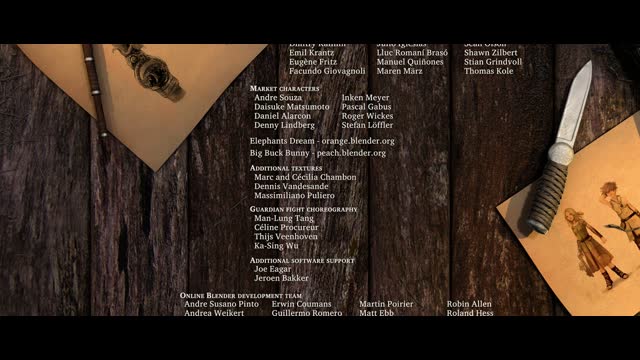 Emil Krantz Lluc Romaní Brasó Shawn Zilbert
Eugène Fritz Manuel Quiñones Stian Grindvoll
Facundo Giovagnoli Maren März Thomas Kole
Market characters
Andre Souza Inken Meyer
Daisuke Matsumoto Pascal Gabus
Daniel Alarcon Roger Wickes
Denny Lindberg Stefan Löffler
Elephants Dream - orange.blender.org
Big Buck Bunny - peach.blender.org
Additional textures
Marc and Cécilia Chambon
Dennis Vandesande
Massimiliano Puliero
Guardian fight choreography
Man-Lung Tang
Céline Procureur
Thijs Veenhoven
Ka-Sing Wu
Additional software support
Joe Eagar
Jeroen Bakker
Online Blender development team
Andre Susano Pinto Erwin Coumans Martin Poirier Robin Allen
Andrea Weikert Guillermo Romero Matt Ebb Roland Hess